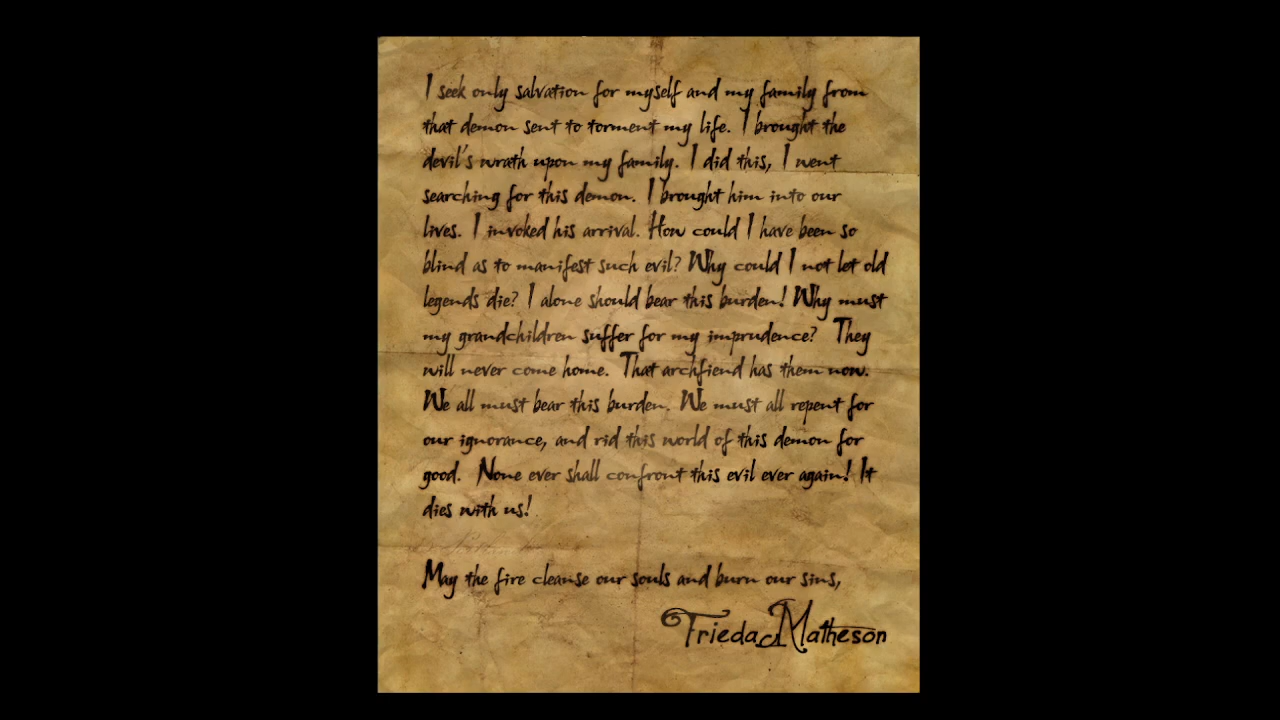 I seek only salvation for myself and my family from
that demon sent to torment my life. I brought the
devil's wrath upon my family. I did this, I went
searching for this demon. I brought him into our
lives. I invoked his arrival. How could I have been so
blind as to manifest such evil? Why could I not let old
legends die? I alone should bear this burden! Why must
my grandchildren suffer for my imprudence? They
will never come home. That archfiend has them now.
We all must bear this burden. We must all repent for
our ignorance, and rid this world of this demon for
good. None ever shall confront this evil ever again! It
dies with us!
May the fire cleanse our souls and burn our sins,
Frieda Matheson